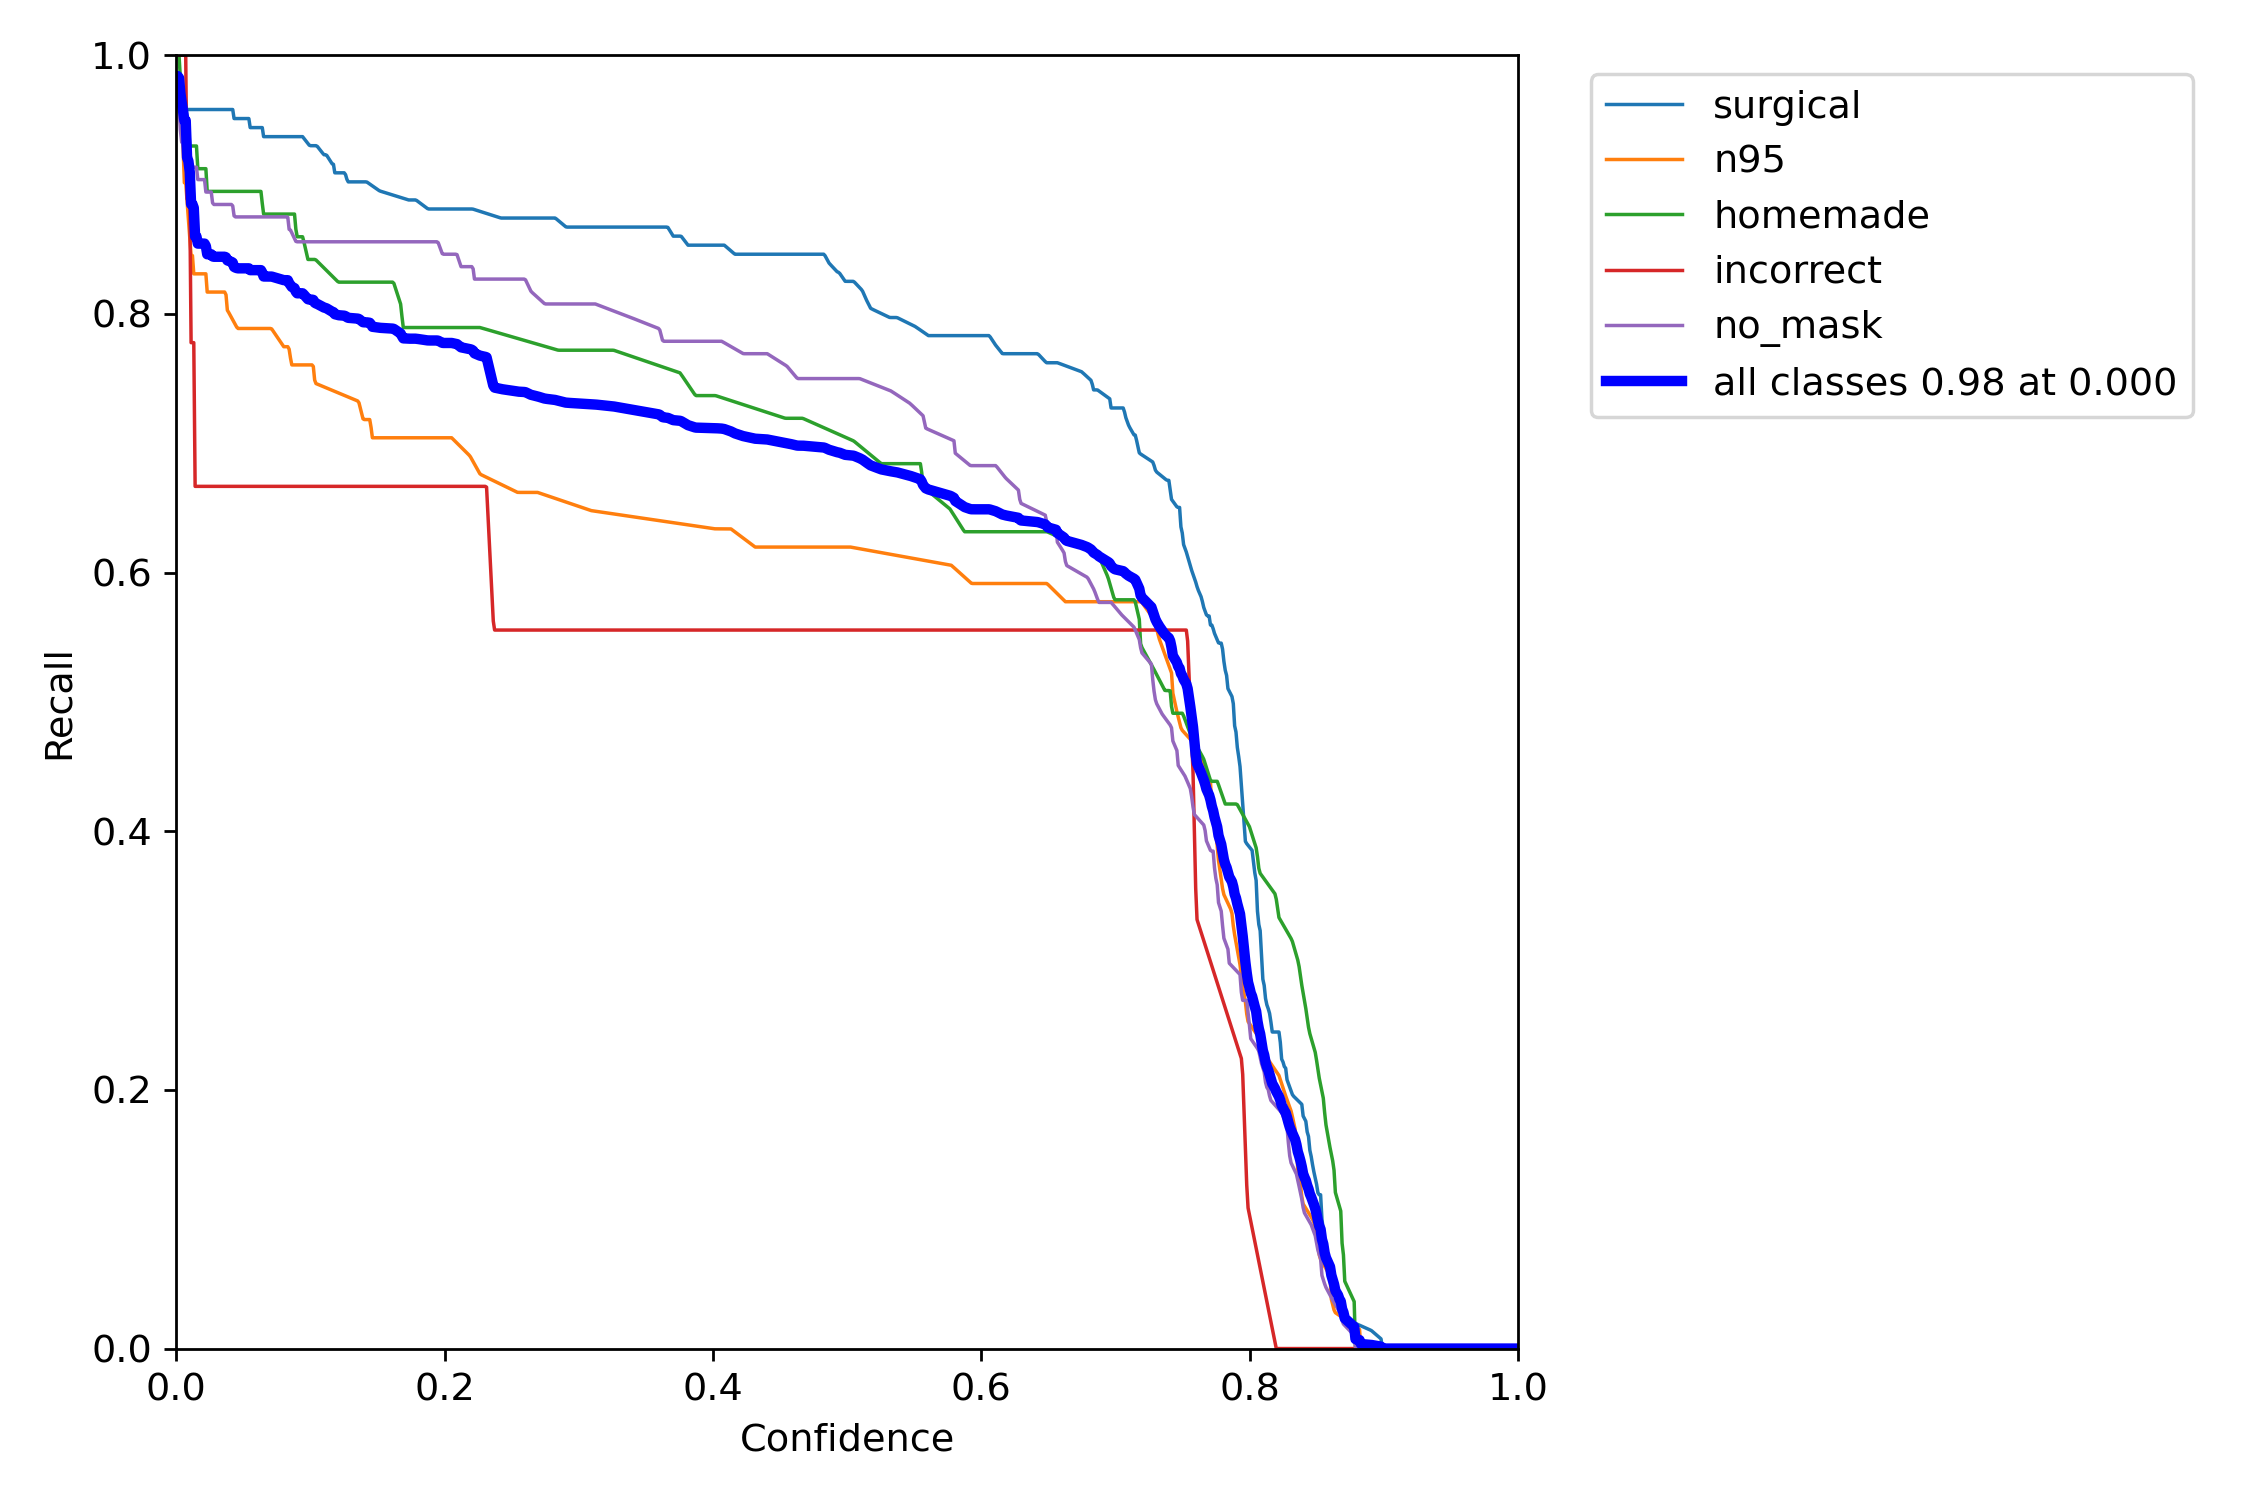 1.0
0.8
0.6
0.4
0.2
0.0
0.0 0.2 0.4 0.6 0.8 1.0
Recall
Confidence
surgical
n95
homemade
incorrect
no_mask
all classes 0.98 at 0.000